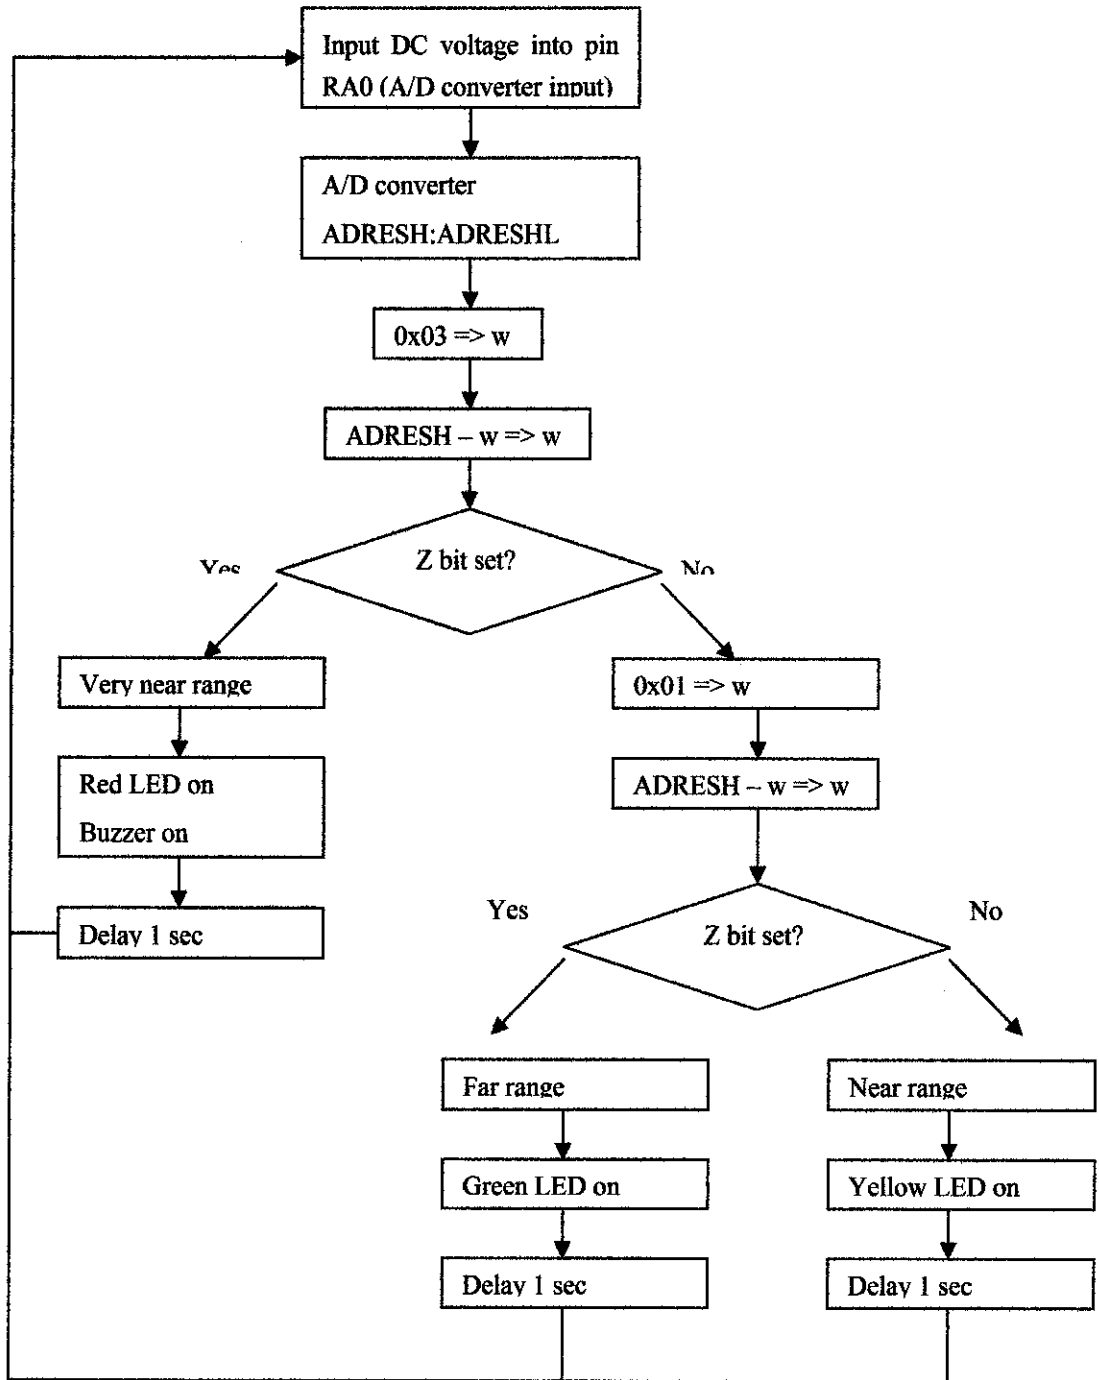 Input DC voltage into pin
RA0 (A/D converter input)
A/D converter
ADRESH:ADRESHL
0x03 => w
ADRESH – w => w
Z bit set?
Yes
No
Very near range
Red LED on
Buzzer on
Delay 1 sec
0x01 => w
ADRESH – w => w
Z bit set?
Yes
No
Far range
Green LED on
Delay 1 sec
Near range
Yellow LED on
Delay 1 sec